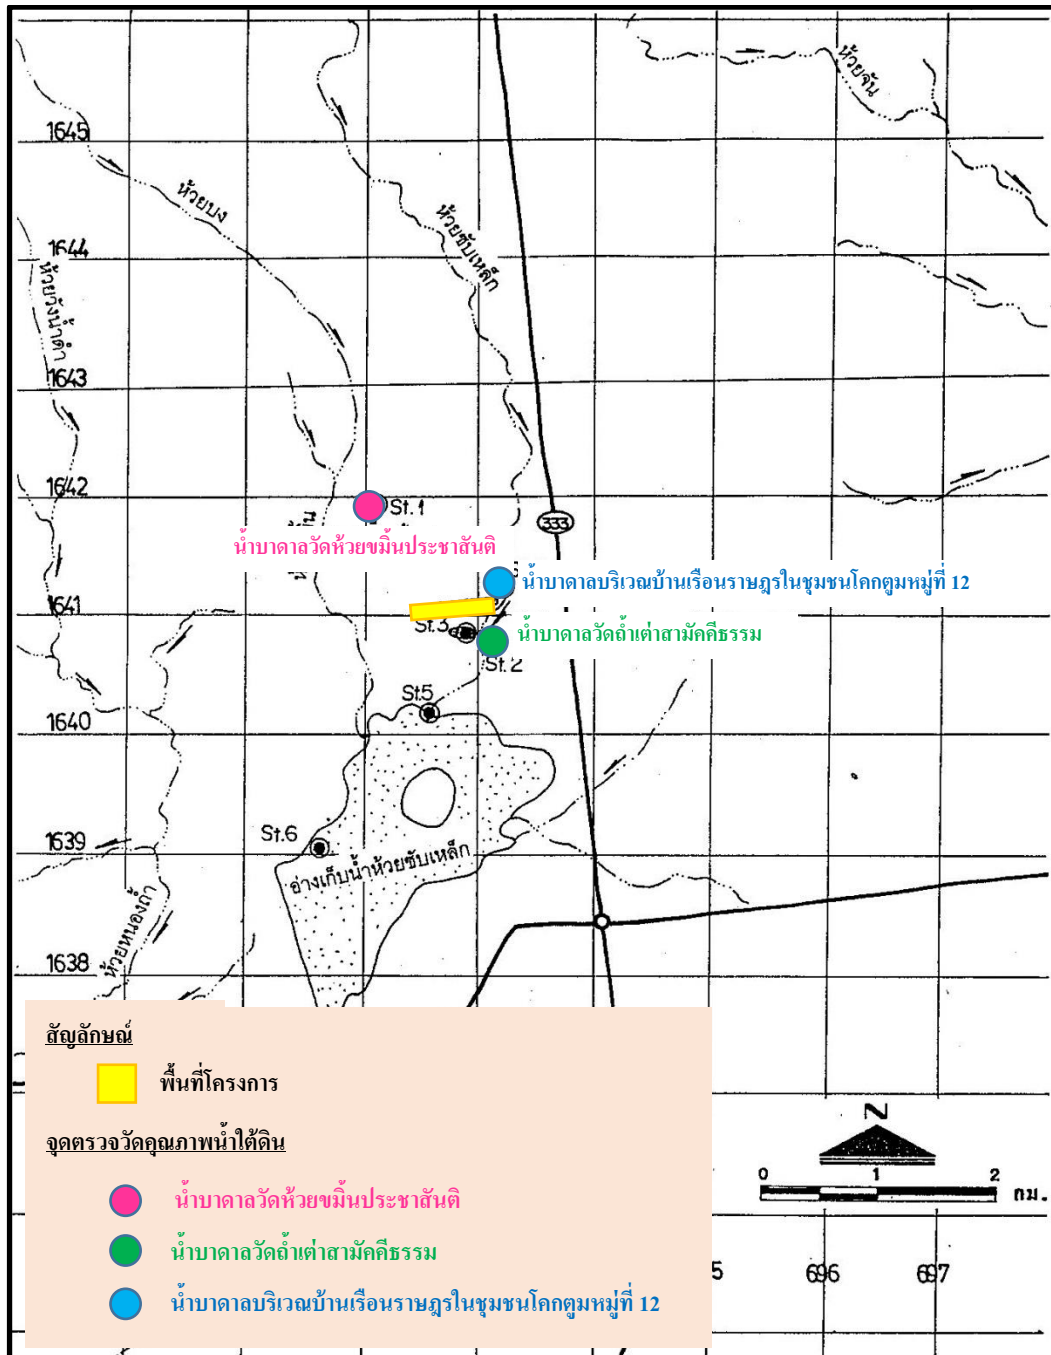 1645
ห้วยจัน
ห้วยบง
ห้วยซับเหล็ก
1644
ห้วยวังน้ำดำ
1643
1642
St.1
333
น้ำบาดาลวัดห้วยขมิ้นประชาสันติ
น้ำบาดาลบริเวณบ้านเรือนราษฎรในชุมชนโคกตูมหมู่ที่ 12
1641
St.3
น้ำบาดาลวัดถ้ำเต่าสามัคคีธรรม
St.2
St.5
1640
1639
St.6
อ่างเก็บน้ำห้วยซับเหล็ก
ห้วยหนองถ้ำ
1638
สัญลักษณ์
พื้นที่โครงการ
จุดตรวจวัดคุณภาพน้ำใต้ดิน
น้ำบาดาลวัดห้วยขมิ้นประชาสันติ
น้ำบาดาลวัดถ้ำเต่าสามัคคีธรรม
น้ำบาดาลบริเวณบ้านเรือนราษฎรในชุมชนโคกตูมหมู่ที่ 12
N
0 1 2
กม.
5 696 697